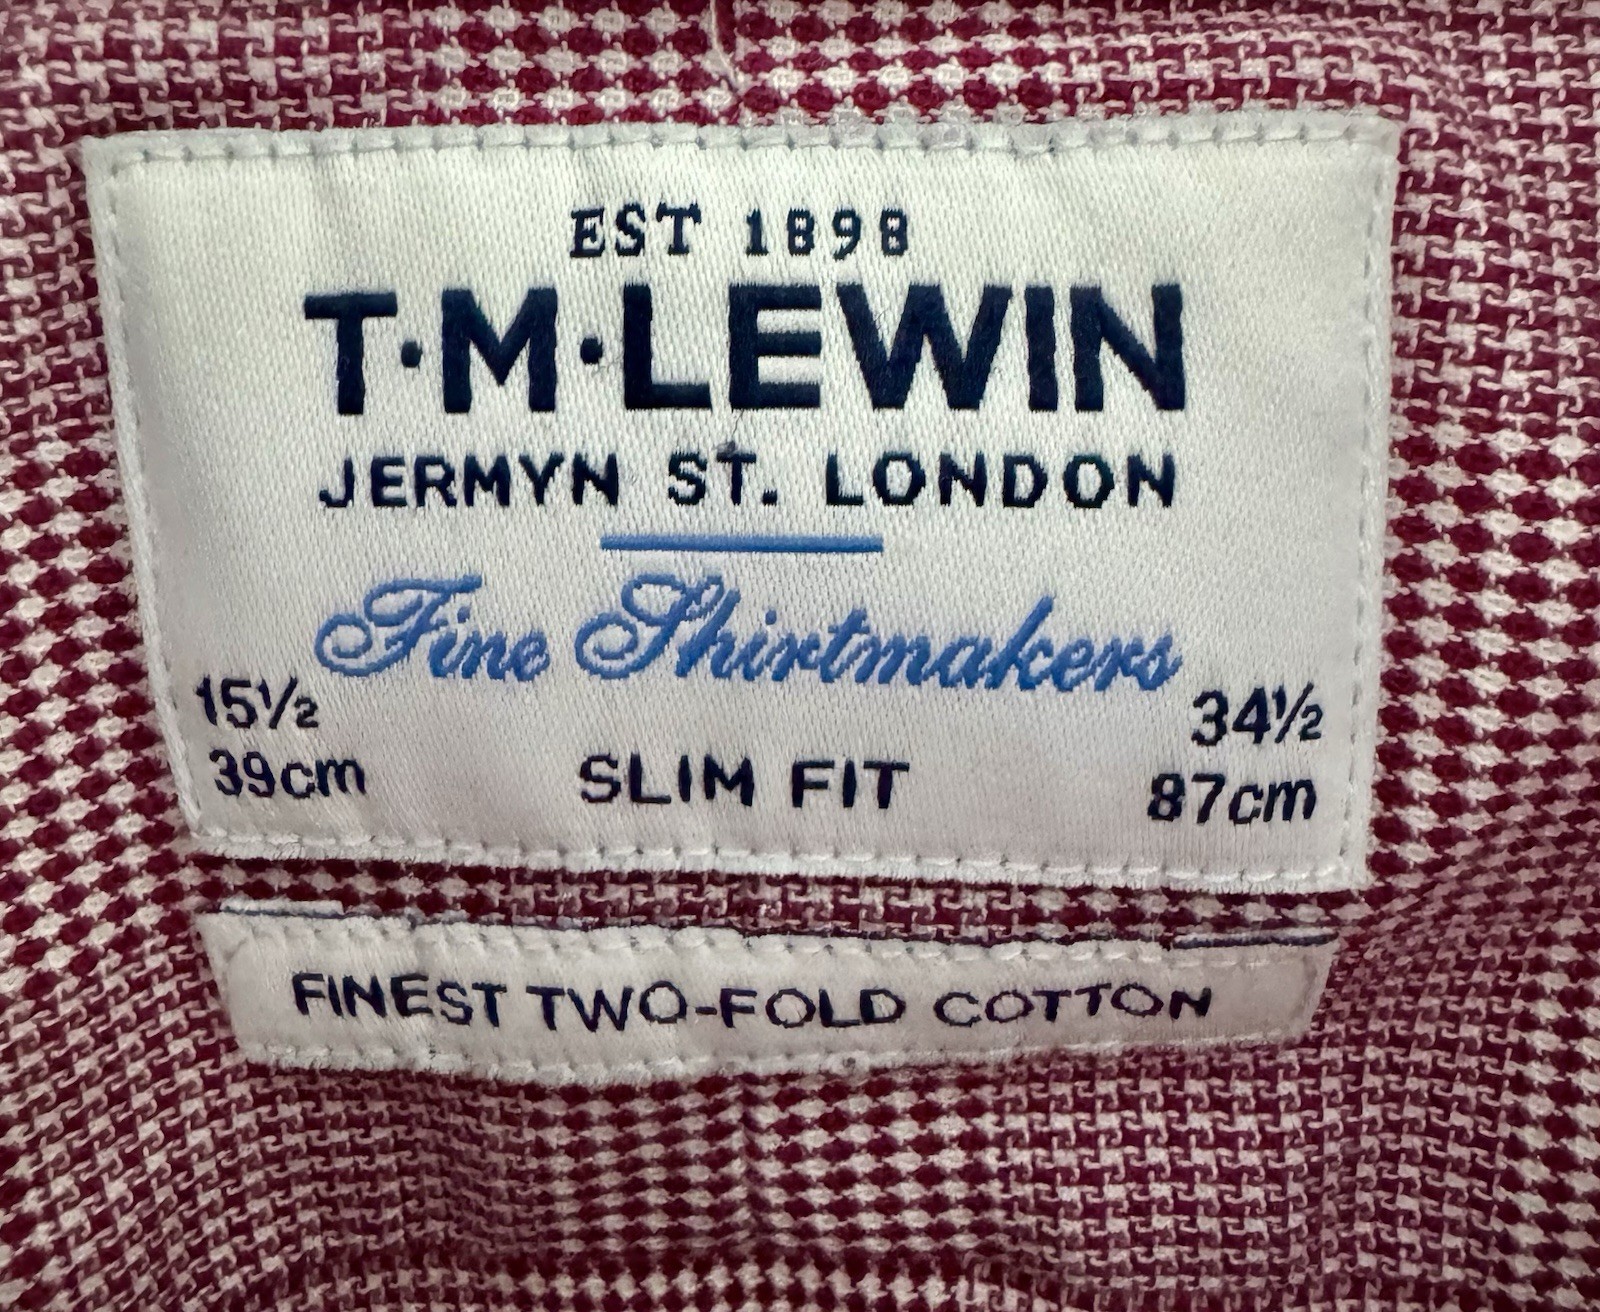 EST 1898
T·M·LEWIN
JERMYN ST. LONDON
Fine Shirtmakers
15½ 34½
39cm SLIM FIT 87cm
FINEST TWO-FOLD COTTON